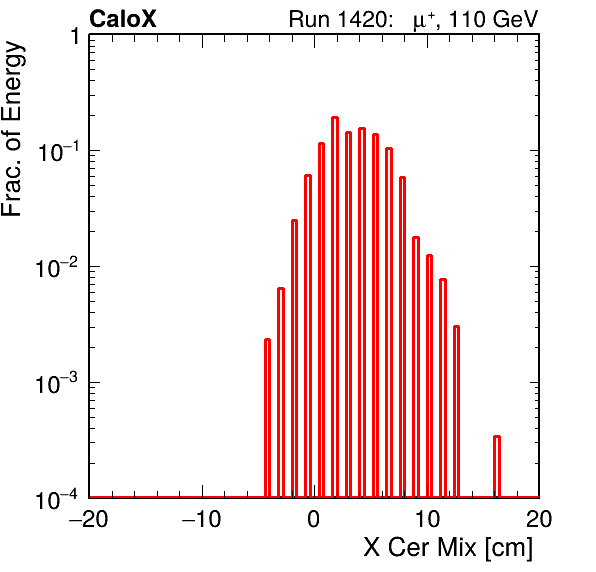 CaloX Run 1420: μ⁺, 110 GeV
Frac. of Energy
1
10⁻¹
10⁻²
10⁻³
10⁻⁴
−20 −10 0 10 20
X Cer Mix [cm]